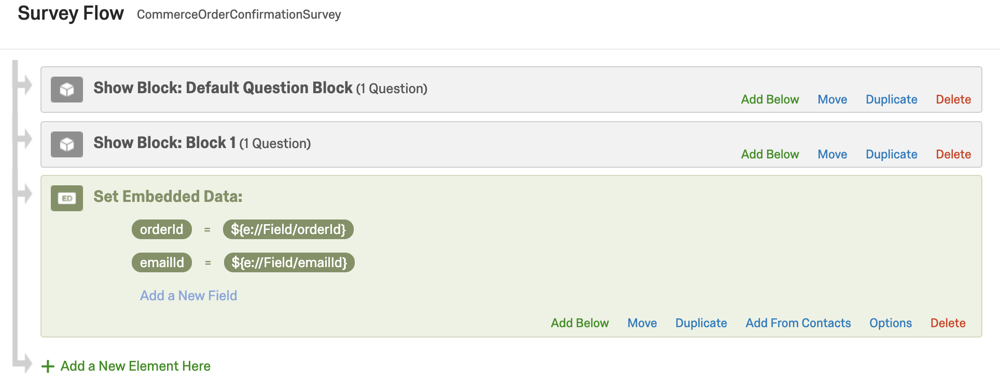 Survey Flow CommerceOrderConfirmationSurvey
Show Block: Default Question Block (1 Question)
Add Below Move Duplicate Delete
Show Block: Block 1 (1 Question)
Add Below Move Duplicate Delete
ED Set Embedded Data:
orderId = ${e://Field/orderId}
emailId = ${e://Field/emailId}
Add a New Field
Add Below Move Duplicate Add From Contacts Options Delete
+ Add a New Element Here